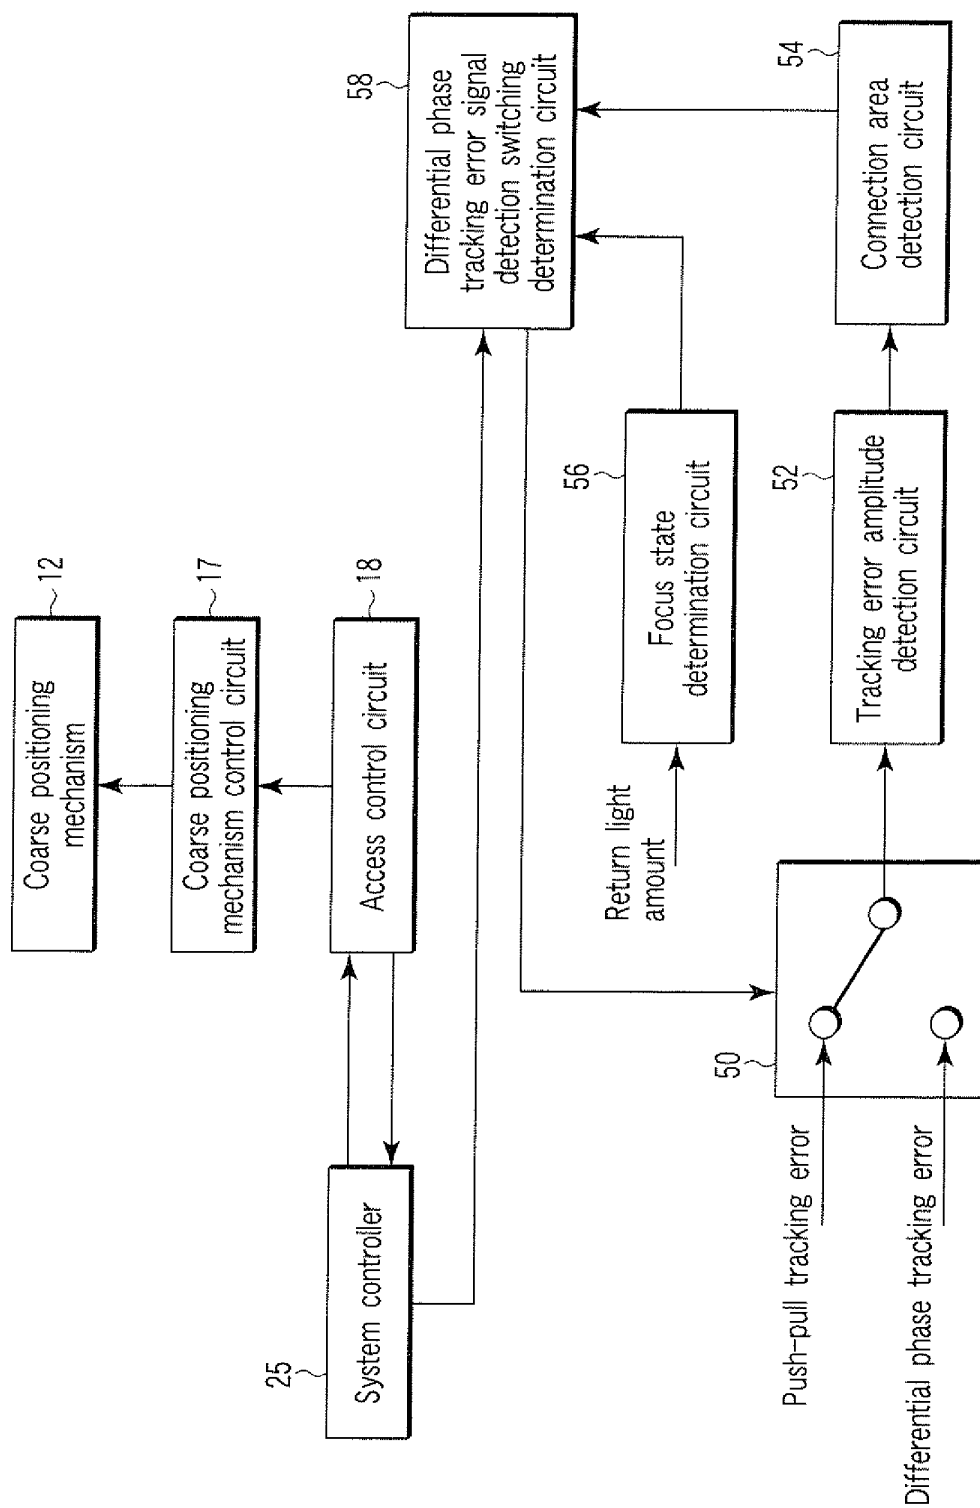 12
Coarse positioning
mechanism
17
Coarse positioning
mechanism control circuit
18
Access control circuit
25
System controller
58
Differential phase
tracking error signal
detection switching
determination circuit
56
Focus state
determination circuit
Return light
amount
54
Connection area
detection circuit
52
Tracking error amplitude
detection circuit
50
Push-pull tracking error
Differential phase tracking error